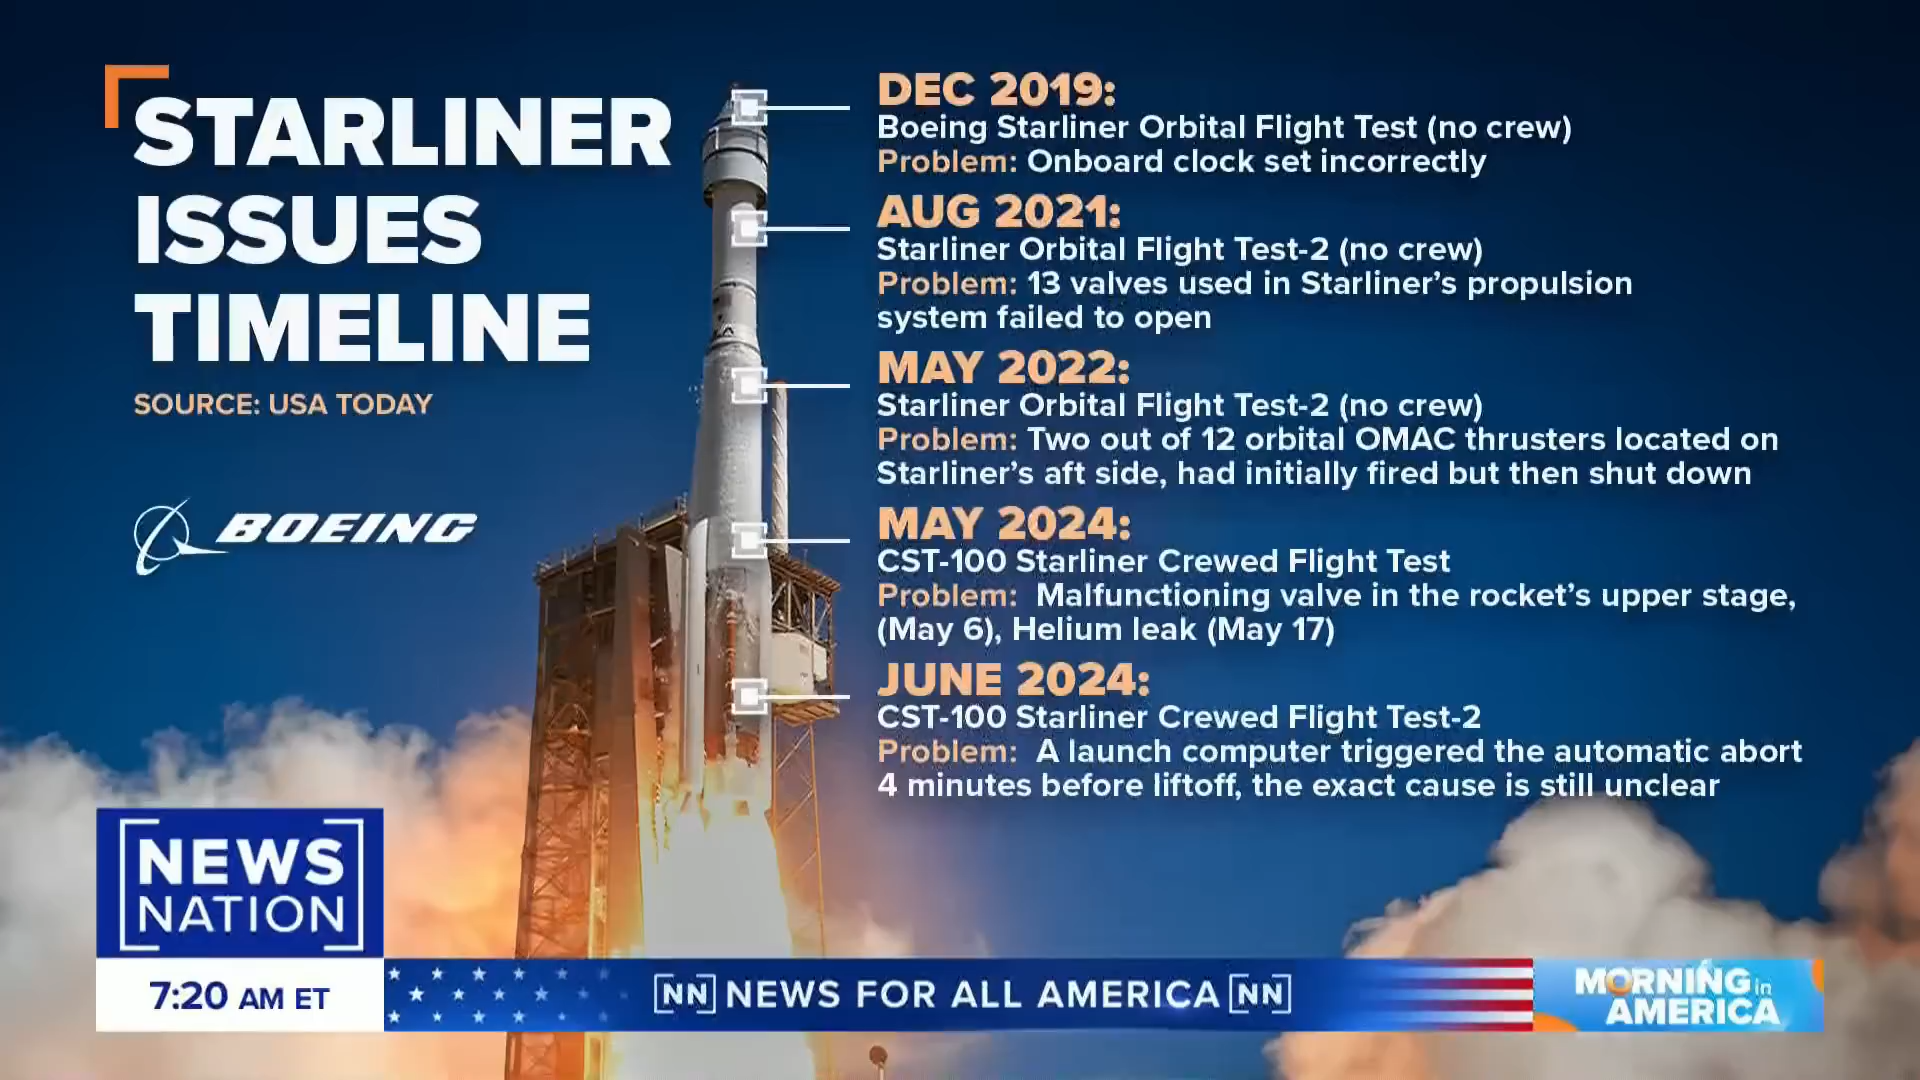 STARLINER
ISSUES
TIMELINE
SOURCE: USA TODAY
BOEING
DEC 2019:
Boeing Starliner Orbital Flight Test (no crew)
Problem: Onboard clock set incorrectly
AUG 2021:
Starliner Orbital Flight Test-2 (no crew)
Problem: 13 valves used in Starliner’s propulsion
system failed to open
MAY 2022:
Starliner Orbital Flight Test-2 (no crew)
Problem: Two out of 12 orbital OMAC thrusters located on
Starliner’s aft side, had initially fired but then shut down
MAY 2024:
CST-100 Starliner Crewed Flight Test
Problem: Malfunctioning valve in the rocket’s upper stage,
(May 6), Helium leak (May 17)
JUNE 2024:
CST-100 Starliner Crewed Flight Test-2
Problem: A launch computer triggered the automatic abort
4 minutes before liftoff, the exact cause is still unclear
NEWS
NATION
7:20 AM ET
[NN] NEWS FOR ALL AMERICA [NN]
MORNING in
AMERICA